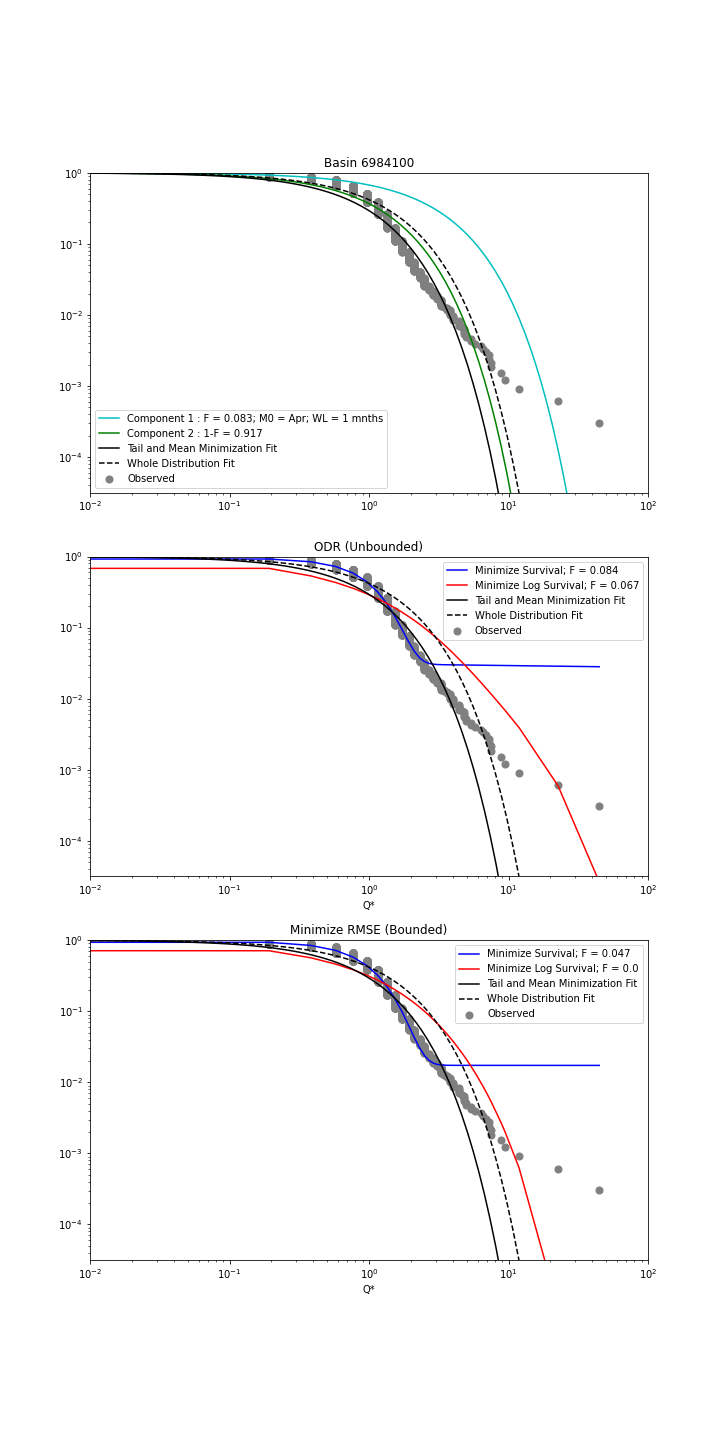 Basin 6984100
10⁰
10⁻¹
10⁻²
10⁻³
10⁻⁴
Component 1 : F = 0.083; M0 = Apr; WL = 1 mnths
Component 2 : 1-F = 0.917
Tail and Mean Minimization Fit
Whole Distribution Fit
Observed
10⁻² 10⁻¹ 10⁰ 10¹ 10²
ODR (Unbounded)
10⁰
10⁻¹
10⁻²
10⁻³
10⁻⁴
Minimize Survival; F = 0.084
Minimize Log Survival; F = 0.067
Tail and Mean Minimization Fit
Whole Distribution Fit
Observed
10⁻² 10⁻¹ 10⁰ 10¹ 10²
Q*
Minimize RMSE (Bounded)
10⁰
10⁻¹
10⁻²
10⁻³
10⁻⁴
Minimize Survival; F = 0.047
Minimize Log Survival; F = 0.0
Tail and Mean Minimization Fit
Whole Distribution Fit
Observed
10⁻² 10⁻¹ 10⁰ 10¹ 10²
Q*